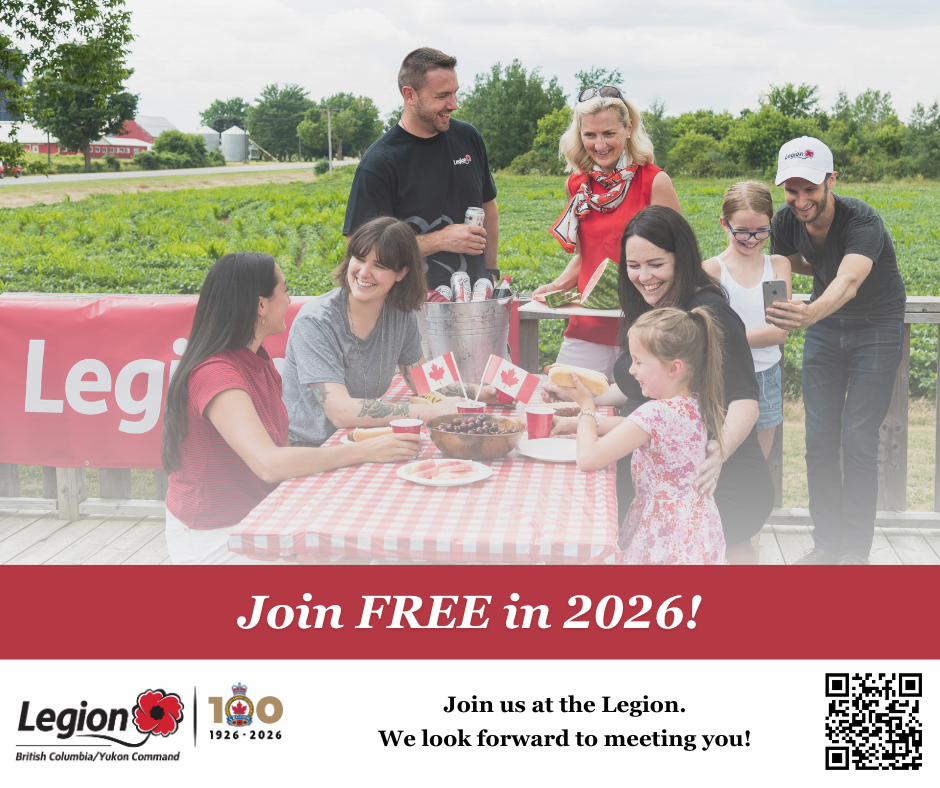 Legion
Legion
Legi
Join FREE in 2026!
Legion
British Columbia/Yukon Command
100
1926 · 2026
Join us at the Legion.
We look forward to meeting you!